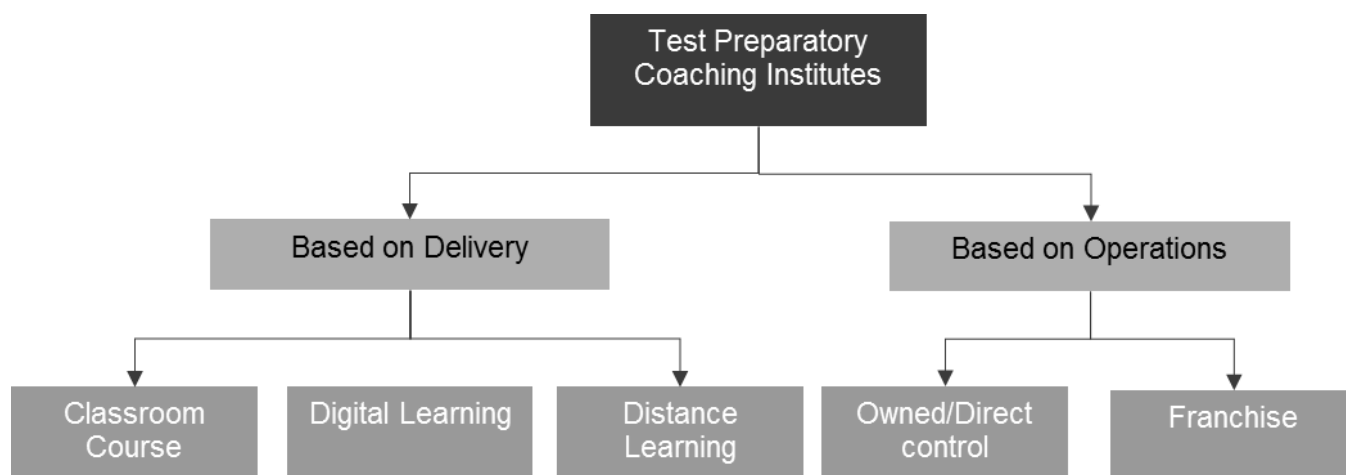 Test Preparatory
Coaching Institutes
Based on Delivery
Based on Operations
Classroom
Course
Digital Learning
Distance
Learning
Owned/Direct
control
Franchise